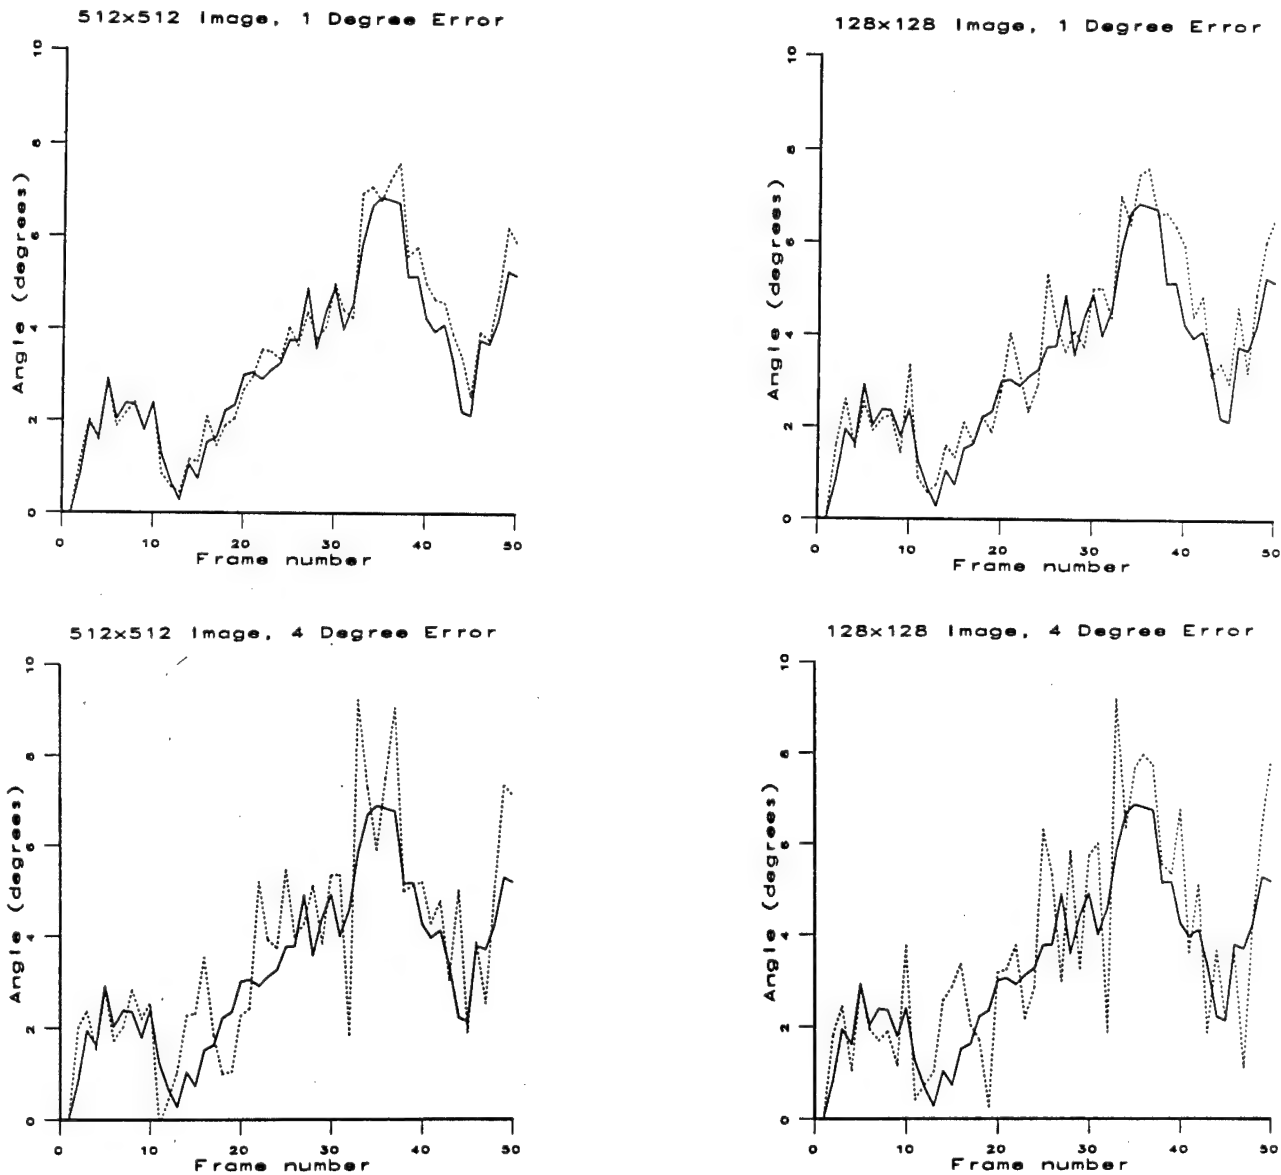 512x512 Image, 1 Degree Error
10
8
6
4
2
0
Angle (degrees)
0 10 20 30 40 50
Frame number
128x128 Image, 1 Degree Error
10
8
6
4
2
0
Angle (degrees)
0 10 20 30 40 50
Frame number
512x512 Image, 4 Degree Error
10
8
6
4
2
0
Angle (degrees)
0 10 20 30 40 50
Frame number
128x128 Image, 4 Degree Error
10
8
6
4
2
0
Angle (degrees)
0 10 20 30 40 50
Frame number